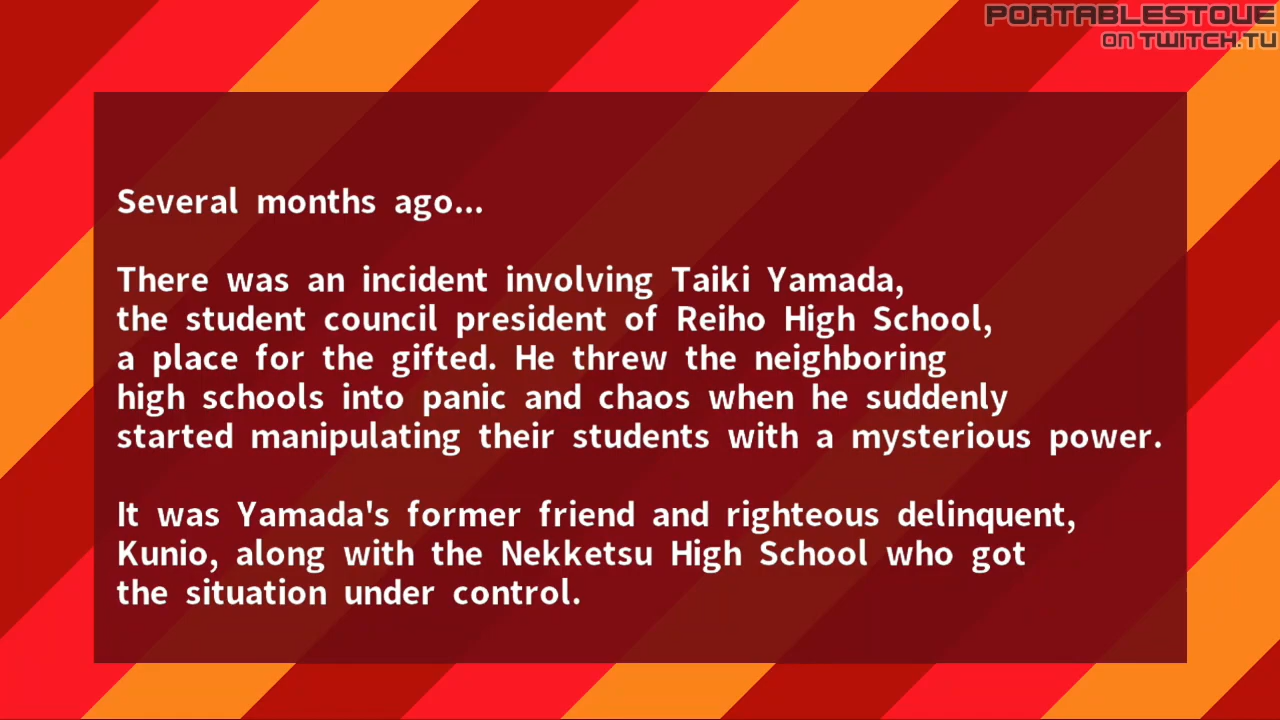 PORTABLESTOVE
ON TWITCH.TV
Several months ago...
There was an incident involving Taiki Yamada,
the student council president of Reiho High School,
a place for the gifted. He threw the neighboring
high schools into panic and chaos when he suddenly
started manipulating their students with a mysterious power.
It was Yamada's former friend and righteous delinquent,
Kunio, along with the Nekketsu High School who got
the situation under control.